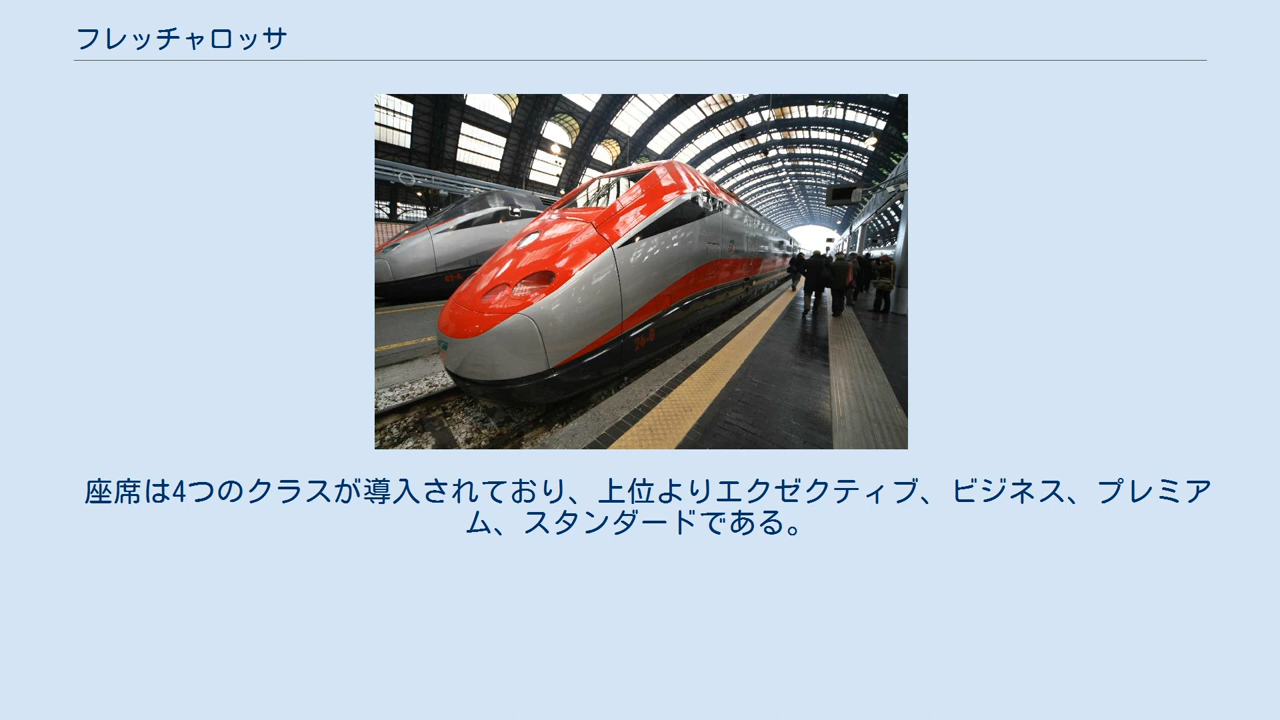 フレッチャロッサ
座席は4つのクラスが導入されており、上位よりエクゼクティブ、ビジネス、プレミア
ム、スタンダードである。